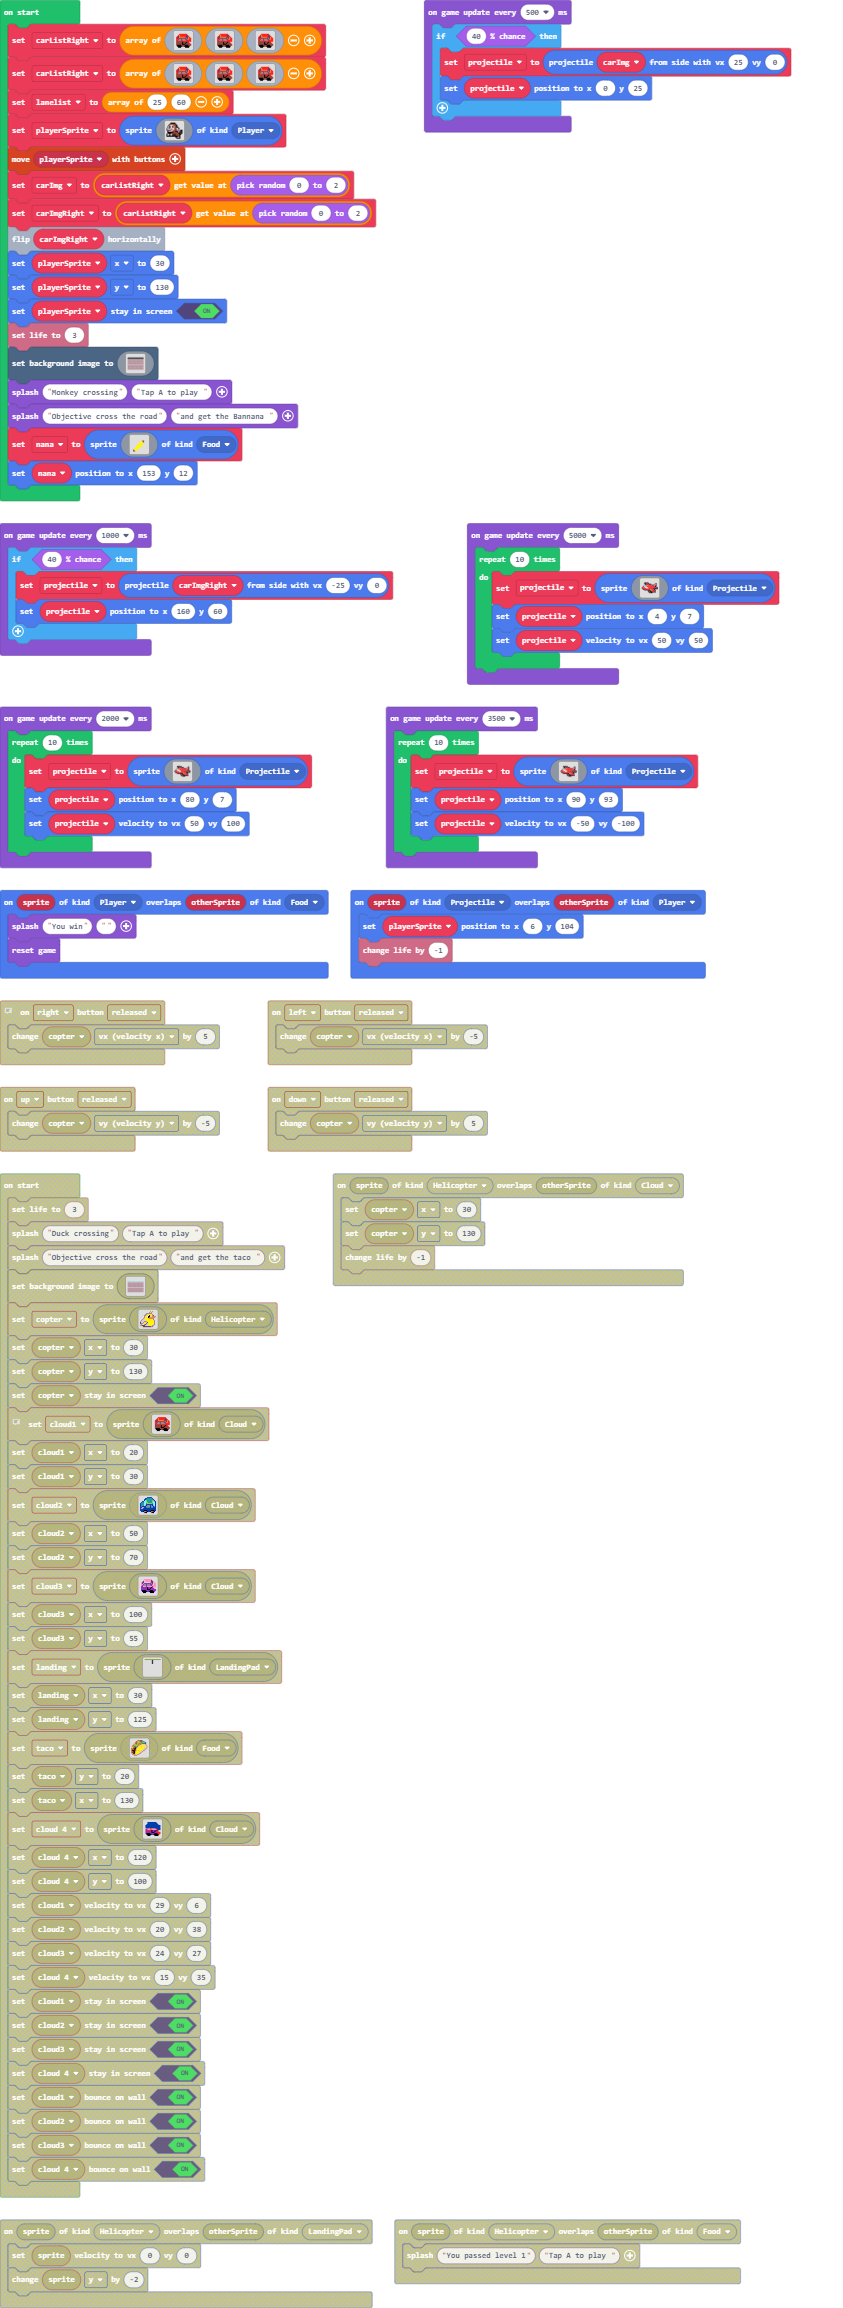 on start
set carListRight to array of
set carListRight to array of
set lanelist to array of 25 60
set playerSprite to sprite of kind Player
move playerSprite with buttons
set carImg to carListRight get value at pick random 0 to 2
set carImgRight to carListRight get value at pick random 0 to 2
flip carImgRight horizontally
set playerSprite x to 30
set playerSprite y to 130
set playerSprite stay in screen ON
set life to 3
set background image to
splash "Monkey crossing" "Tap A to play "
splash "Objective cross the road" "and get the Bannana "
set nana to sprite of kind Food
set nana position to x 153 y 12
on game update every 500 ms
if 40 % chance then
set projectile to projectile carImg from side with vx 25 vy 0
set projectile position to x 0 y 25
on game update every 1000 ms
if 40 % chance then
set projectile to projectile carImgRight from side with vx -25 vy 0
set projectile position to x 160 y 60
on game update every 5000 ms
repeat 10 times
do
set projectile to sprite of kind Projectile
set projectile position to x 4 y 7
set projectile velocity to vx 50 vy 50
on game update every 2000 ms
repeat 10 times
do
set projectile to sprite of kind Projectile
set projectile position to x 80 y 7
set projectile velocity to vx 50 vy 100
on game update every 3500 ms
repeat 10 times
do
set projectile to sprite of kind Projectile
set projectile position to x 90 y 93
set projectile velocity to vx -50 vy -100
on sprite of kind Player overlaps otherSprite of kind Food
splash "You win" ""
reset game
on sprite of kind Projectile overlaps otherSprite of kind Player
set playerSprite position to x 6 y 104
change life by -1
on right button released
change copter vx (velocity x) by 5
on left button released
change copter vx (velocity x) by -5
on up button released
change copter vy (velocity y) by -5
on down button released
change copter vy (velocity y) by 5
on start
set life to 3
splash "Duck crossing" "Tap A to play "
splash "Objective cross the road" "and get the taco "
set background image to
set copter to sprite of kind Helicopter
set copter x to 30
set copter y to 130
set copter stay in screen ON
set cloud1 to sprite of kind Cloud
set cloud1 x to 20
set cloud1 y to 30
set cloud2 to sprite of kind Cloud
set cloud2 x to 50
set cloud2 y to 70
set cloud3 to sprite of kind Cloud
set cloud3 x to 100
set cloud3 y to 55
set landing to sprite of kind LandingPad
set landing x to 30
set landing y to 125
set taco to sprite of kind Food
set taco y to 20
set taco x to 130
set cloud 4 to sprite of kind Cloud
set cloud 4 x to 120
set cloud 4 y to 100
set cloud1 velocity to vx 29 vy 6
set cloud2 velocity to vx 20 vy 38
set cloud3 velocity to vx 24 vy 27
set cloud 4 velocity to vx 15 vy 35
set cloud1 stay in screen ON
set cloud2 stay in screen ON
set cloud3 stay in screen ON
set cloud 4 stay in screen ON
set cloud1 bounce on wall ON
set cloud2 bounce on wall ON
set cloud3 bounce on wall ON
set cloud 4 bounce on wall ON
on sprite of kind Helicopter overlaps otherSprite of kind Cloud
set copter x to 30
set copter y to 130
change life by -1
on sprite of kind Helicopter overlaps otherSprite of kind LandingPad
set sprite velocity to vx 0 vy 0
change sprite y by -2
on sprite of kind Helicopter overlaps otherSprite of kind Food
splash "You passed level 1" "Tap A to play "